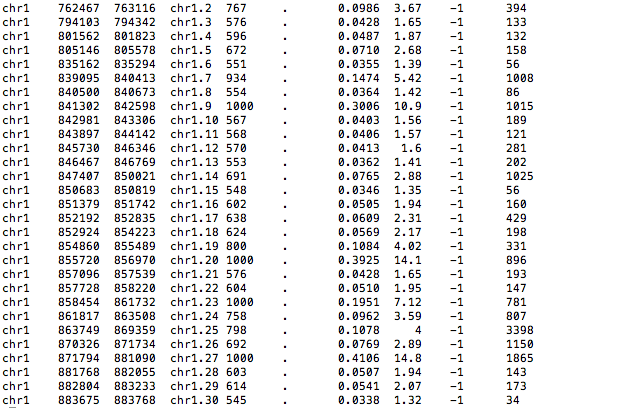 chr1 762467 763116 chr1.2 767 . 0.0986 3.67 -1 394
chr1 794103 794342 chr1.3 576 . 0.0428 1.65 -1 133
chr1 801562 801823 chr1.4 596 . 0.0487 1.87 -1 132
chr1 805146 805578 chr1.5 672 . 0.0710 2.68 -1 158
chr1 835162 835294 chr1.6 551 . 0.0355 1.39 -1 56
chr1 839095 840413 chr1.7 934 . 0.1474 5.42 -1 1008
chr1 840500 840673 chr1.8 554 . 0.0364 1.42 -1 86
chr1 841302 842598 chr1.9 1000 . 0.3006 10.9 -1 1015
chr1 842981 843306 chr1.10 567 . 0.0403 1.56 -1 189
chr1 843897 844142 chr1.11 568 . 0.0406 1.57 -1 121
chr1 845730 846346 chr1.12 570 . 0.0413 1.6 -1 281
chr1 846467 846769 chr1.13 553 . 0.0362 1.41 -1 202
chr1 847407 850021 chr1.14 691 . 0.0765 2.88 -1 1025
chr1 850683 850819 chr1.15 548 . 0.0346 1.35 -1 56
chr1 851379 851742 chr1.16 602 . 0.0505 1.94 -1 160
chr1 852192 852835 chr1.17 638 . 0.0609 2.31 -1 429
chr1 852924 854223 chr1.18 624 . 0.0569 2.17 -1 198
chr1 854860 855489 chr1.19 800 . 0.1084 4.02 -1 331
chr1 855720 856970 chr1.20 1000 . 0.3925 14.1 -1 896
chr1 857096 857539 chr1.21 576 . 0.0428 1.65 -1 193
chr1 857728 858220 chr1.22 604 . 0.0510 1.95 -1 147
chr1 858454 861732 chr1.23 1000 . 0.1951 7.12 -1 781
chr1 861817 863508 chr1.24 758 . 0.0962 3.59 -1 807
chr1 863749 869359 chr1.25 798 . 0.1078 4 -1 3398
chr1 870326 871734 chr1.26 692 . 0.0769 2.89 -1 1150
chr1 871794 881090 chr1.27 1000 . 0.4106 14.8 -1 1865
chr1 881768 882055 chr1.28 603 . 0.0507 1.94 -1 143
chr1 882804 883233 chr1.29 614 . 0.0541 2.07 -1 173
chr1 883675 883768 chr1.30 545 . 0.0338 1.32 -1 34